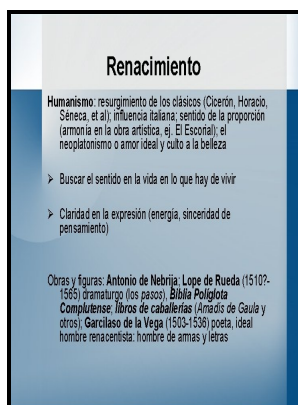 Renacimiento
Humanismo: resurgimiento de los clásicos (Cicerón, Horacio,
Séneca, et al); influencia italiana; sentido de la proporción
(armonía en la obra artística, ej. El Escorial); el
neoplatonismo o amor ideal y culto a la belleza
➢ Buscar el sentido en la vida en lo que hay de vivir
➢ Claridad en la expresión (energía, sinceridad de
pensamiento)
Obras y figuras: Antonio de Nebrija; Lope de Rueda (1510?-
1565) dramaturgo (los pasos), Biblia Políglota
Complutense; libros de caballerías (Amadís de Gaula y
otros); Garcilaso de la Vega (1503-1536) poeta, ideal
hombre renacentista: hombre de armas y letras